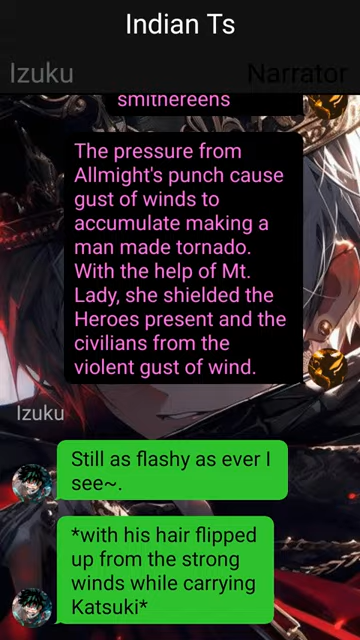 Indian Ts
Izuku Narrator
smithereens
The pressure from
Allmight's punch cause
gust of winds to
accumulate making a
man made tornado.
With the help of Mt.
Lady, she shielded the
Heroes present and the
civilians from the
violent gust of wind.
Izuku
Still as flashy as ever I
see~.
*with his hair flipped
up from the strong
winds while carrying
Katsuki*